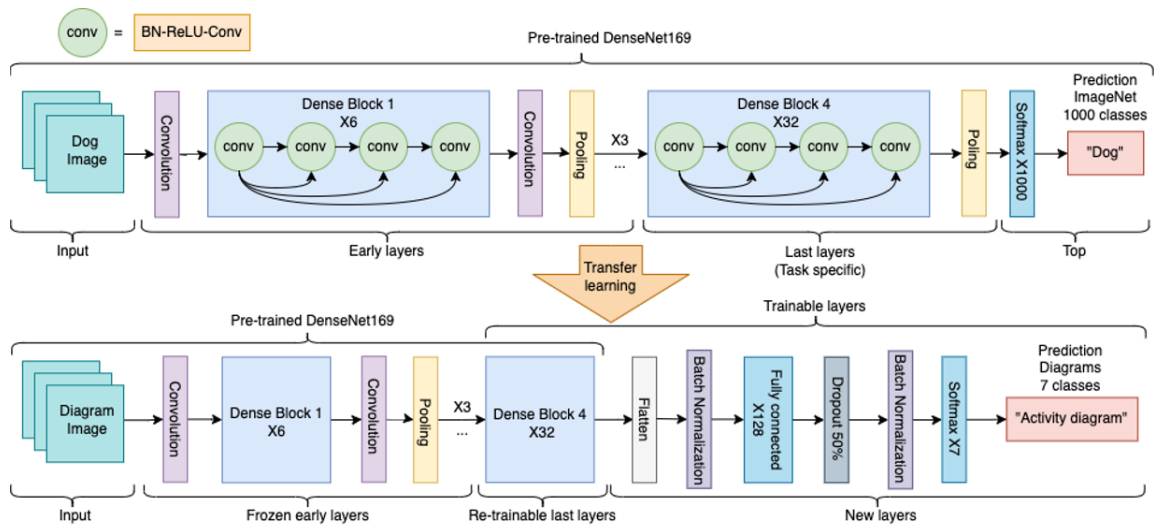 conv = BN-ReLU-Conv
Pre-trained DenseNet169
Dog
Image
Convolution
Dense Block 1
X6
conv conv conv conv
Convolution
Pooling
X3
...
Dense Block 4
X32
conv conv conv conv
Poling
Softmax X1000
Prediction
ImageNet
1000 classes
"Dog"
Input
Early layers
Last layers
(Task specific)
Top
Transfer
learning
Pre-trained DenseNet169
Trainable layers
Diagram
Image
Convolution
Dense Block 1
X6
Convolution
Pooling
X3
...
Dense Block 4
X32
Flatten
Batch Normalization
Fully connected
X128
Dropout 50%
Batch Normalization
Softmax X7
Prediction
Diagrams
7 classes
"Activity diagram"
Input
Frozen early layers
Re-trainable last layers
New layers